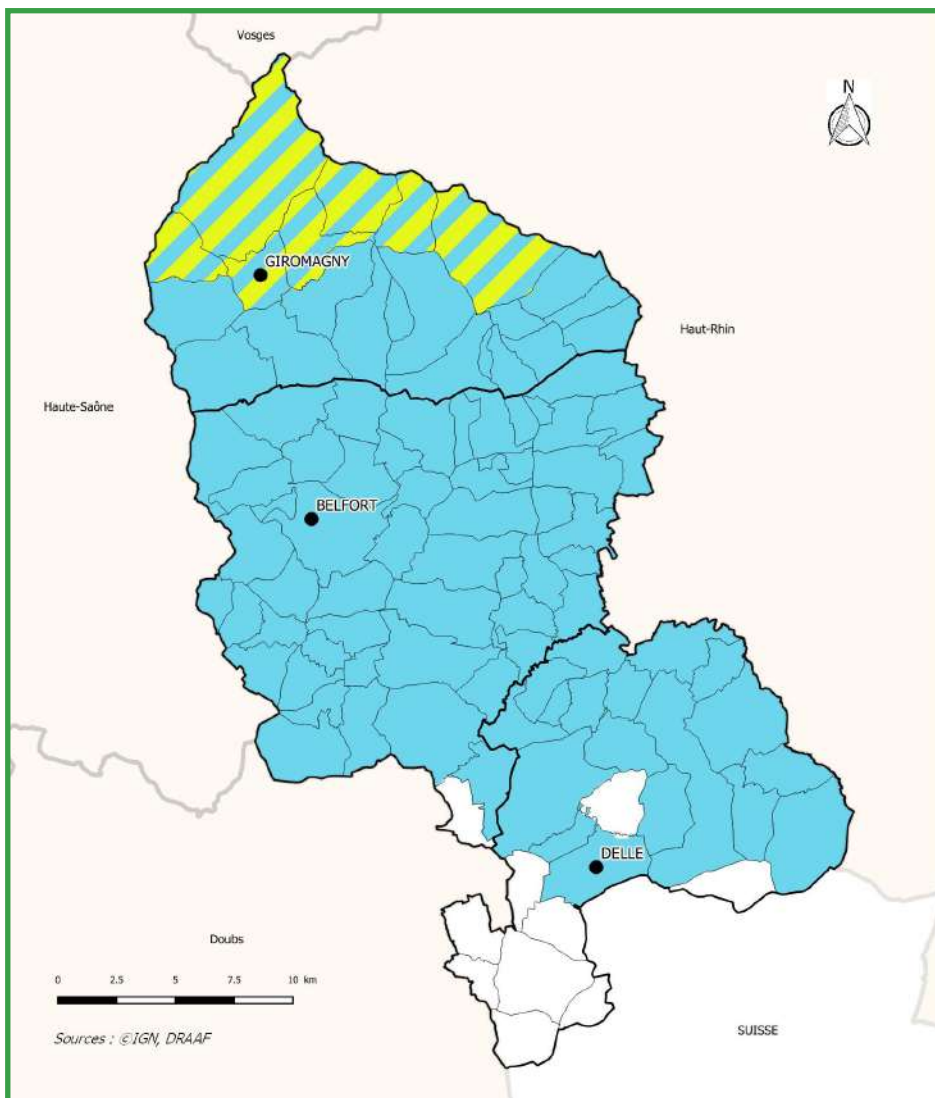 Vosges
N
GIROMAGNY
Haut-Rhin
Haute-Saône
BELFORT
DELLE
Doubs
0 2.5 5 7.5 10 km
Sources : ©IGN, DRAAF
SUISSE